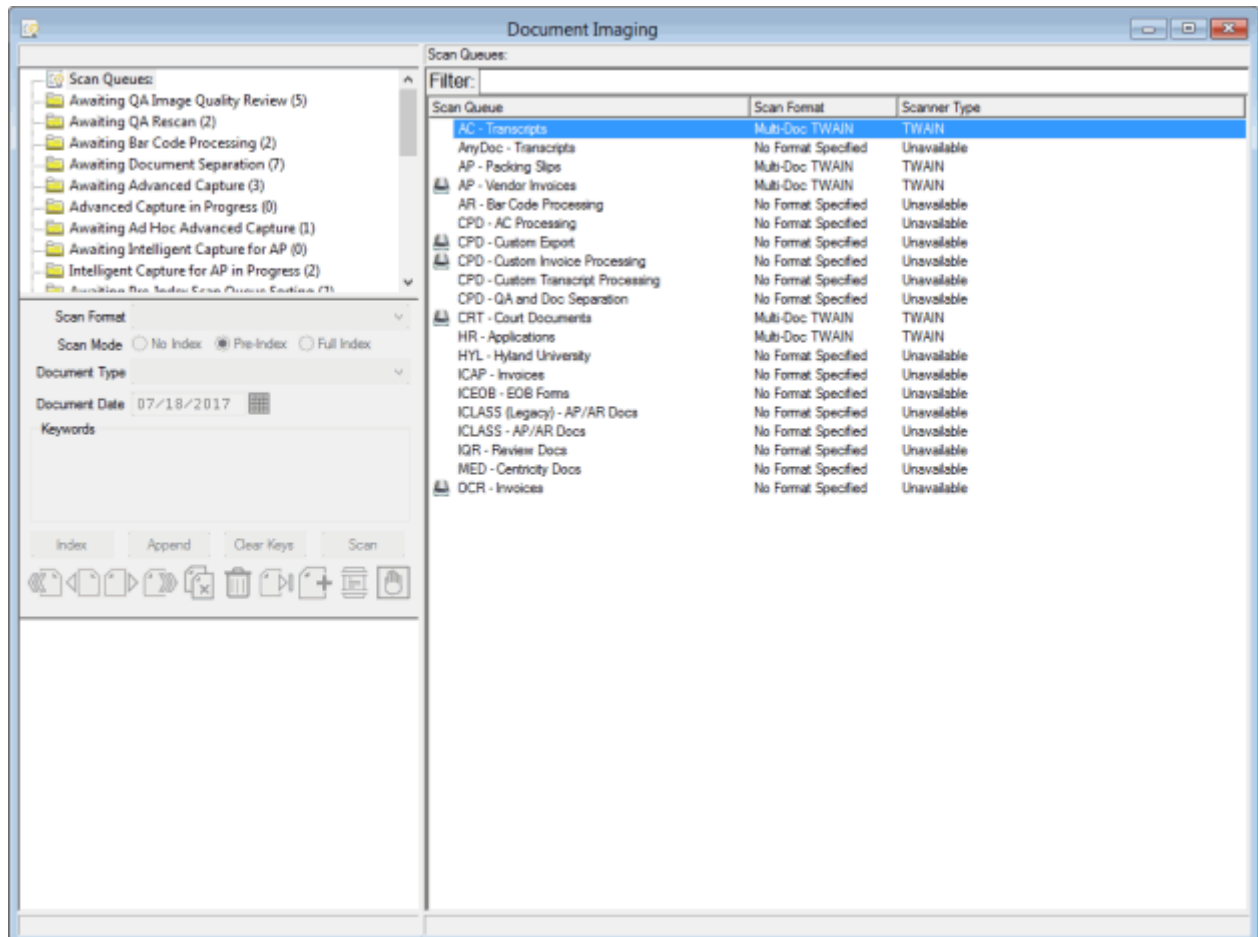 Document Imaging
Scan Queues:
Awaiting QA Image Quality Review (5)
Awaiting QA Rescan (2)
Awaiting Bar Code Processing (2)
Awaiting Document Separation (7)
Awaiting Advanced Capture (3)
Advanced Capture in Progress (0)
Awaiting Ad Hoc Advanced Capture (1)
Awaiting Intelligent Capture for AP (0)
Intelligent Capture for AP in Progress (2)
Scan Format
Scan Mode No Index Pre-Index Full Index
Document Type
Document Date 07/18/2017
Keywords
Index Append Clear Keys Scan
Scan Queues:
Filter:
Scan Queue Scan Format Scanner Type
AC - Transcripts Multi-Doc TWAIN TWAIN
AnyDoc - Transcripts No Format Specified Unavailable
AP - Packing Slips Multi-Doc TWAIN TWAIN
AP - Vendor Invoices Multi-Doc TWAIN TWAIN
AR - Bar Code Processing No Format Specified Unavailable
CPD - AC Processing No Format Specified Unavailable
CPD - Custom Export No Format Specified Unavailable
CPD - Custom Invoice Processing No Format Specified Unavailable
CPD - Custom Transcript Processing No Format Specified Unavailable
CPD - QA and Doc Separation No Format Specified Unavailable
CRT - Court Documents Multi-Doc TWAIN TWAIN
HR - Applications Multi-Doc TWAIN TWAIN
HYL - Hyland University No Format Specified Unavailable
ICAP - Invoices No Format Specified Unavailable
ICEOB - EOB Forms No Format Specified Unavailable
ICLASS (Legacy) - AP/AR Docs No Format Specified Unavailable
ICLASS - AP/AR Docs No Format Specified Unavailable
IQR - Review Docs No Format Specified Unavailable
MED - Centricity Docs No Format Specified Unavailable
OCR - Invoices No Format Specified Unavailable